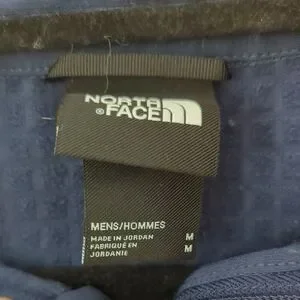 NORTH
FACE
MENS/HOMMES
MADE IN JORDAN M
FABRIQUÉ EN M
JORDANIE